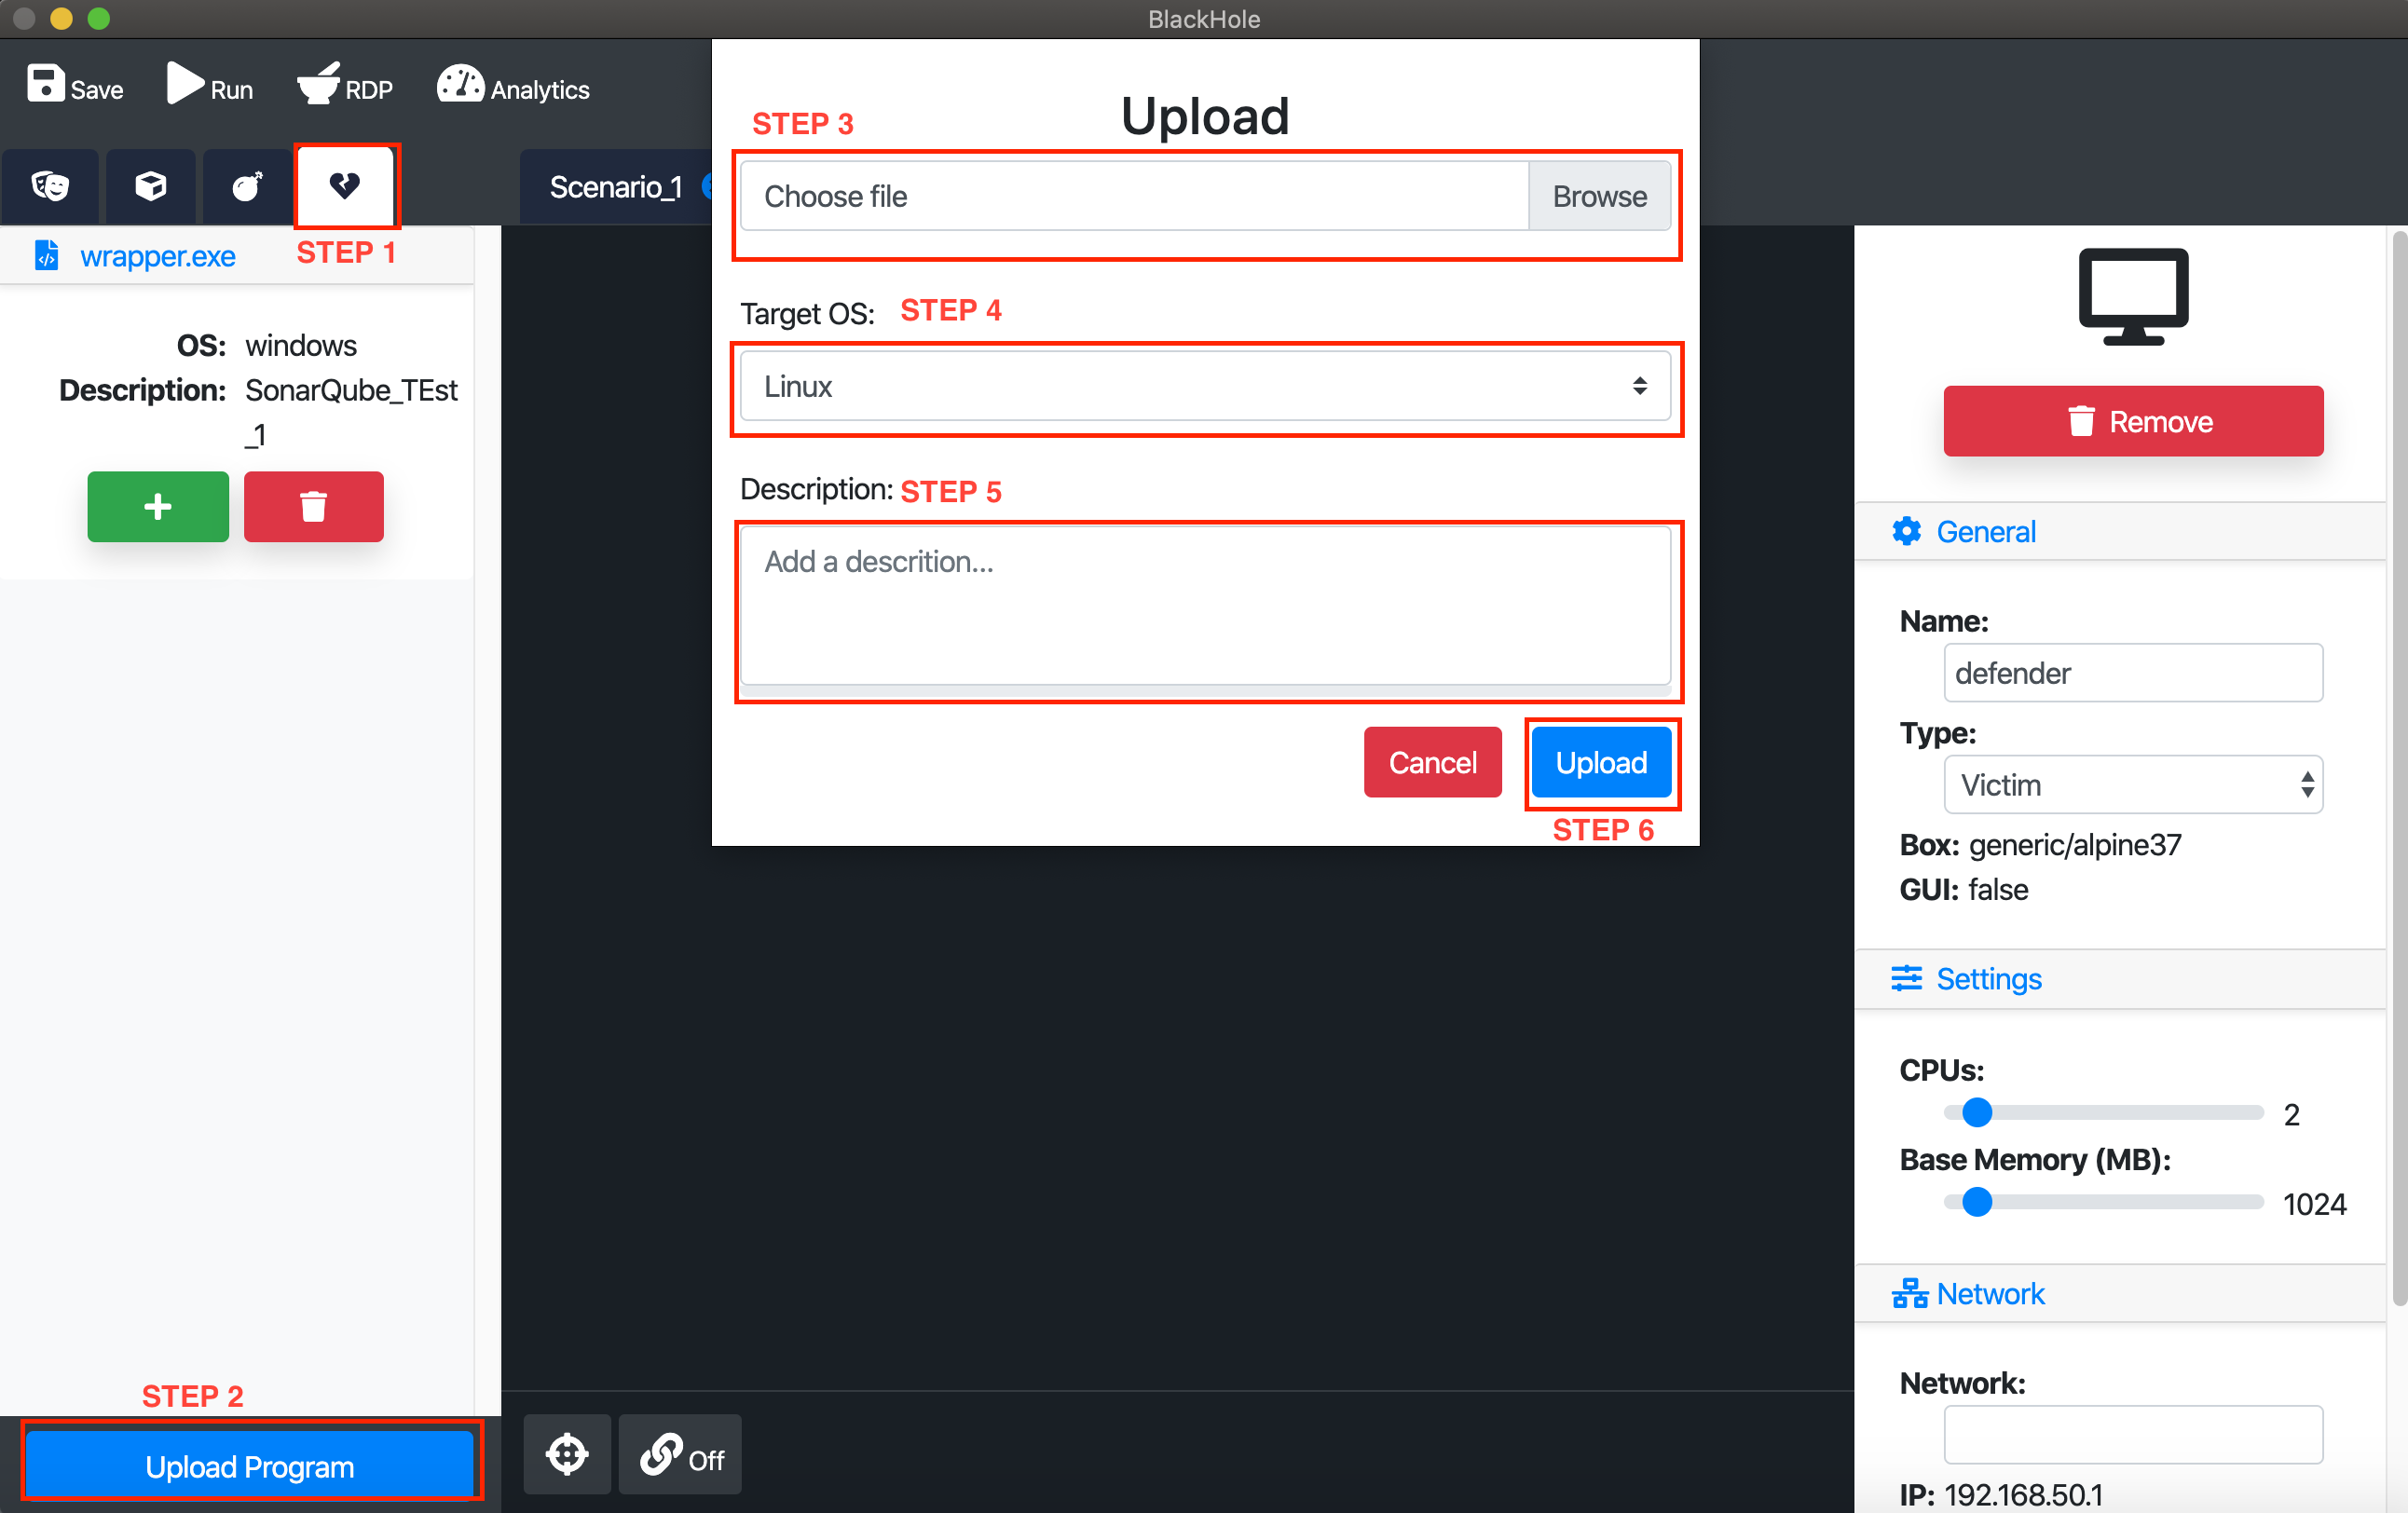 BlackHole
Save
Run
RDP
Analytics
Scenario_1
STEP 1
wrapper.exe
OS: windows
Description: SonarQube_TEst
_1
STEP 2
Upload Program
Upload
STEP 3
Choose file
Browse
Target OS: STEP 4
Linux
Description: STEP 5
Add a descrition...
Cancel
Upload
STEP 6
Off
Remove
General
Name:
defender
Type:
Victim
Box: generic/alpine37
GUI: false
Settings
CPUs:
2
Base Memory (MB):
1024
Network
Network:
IP: 192.168.50.1